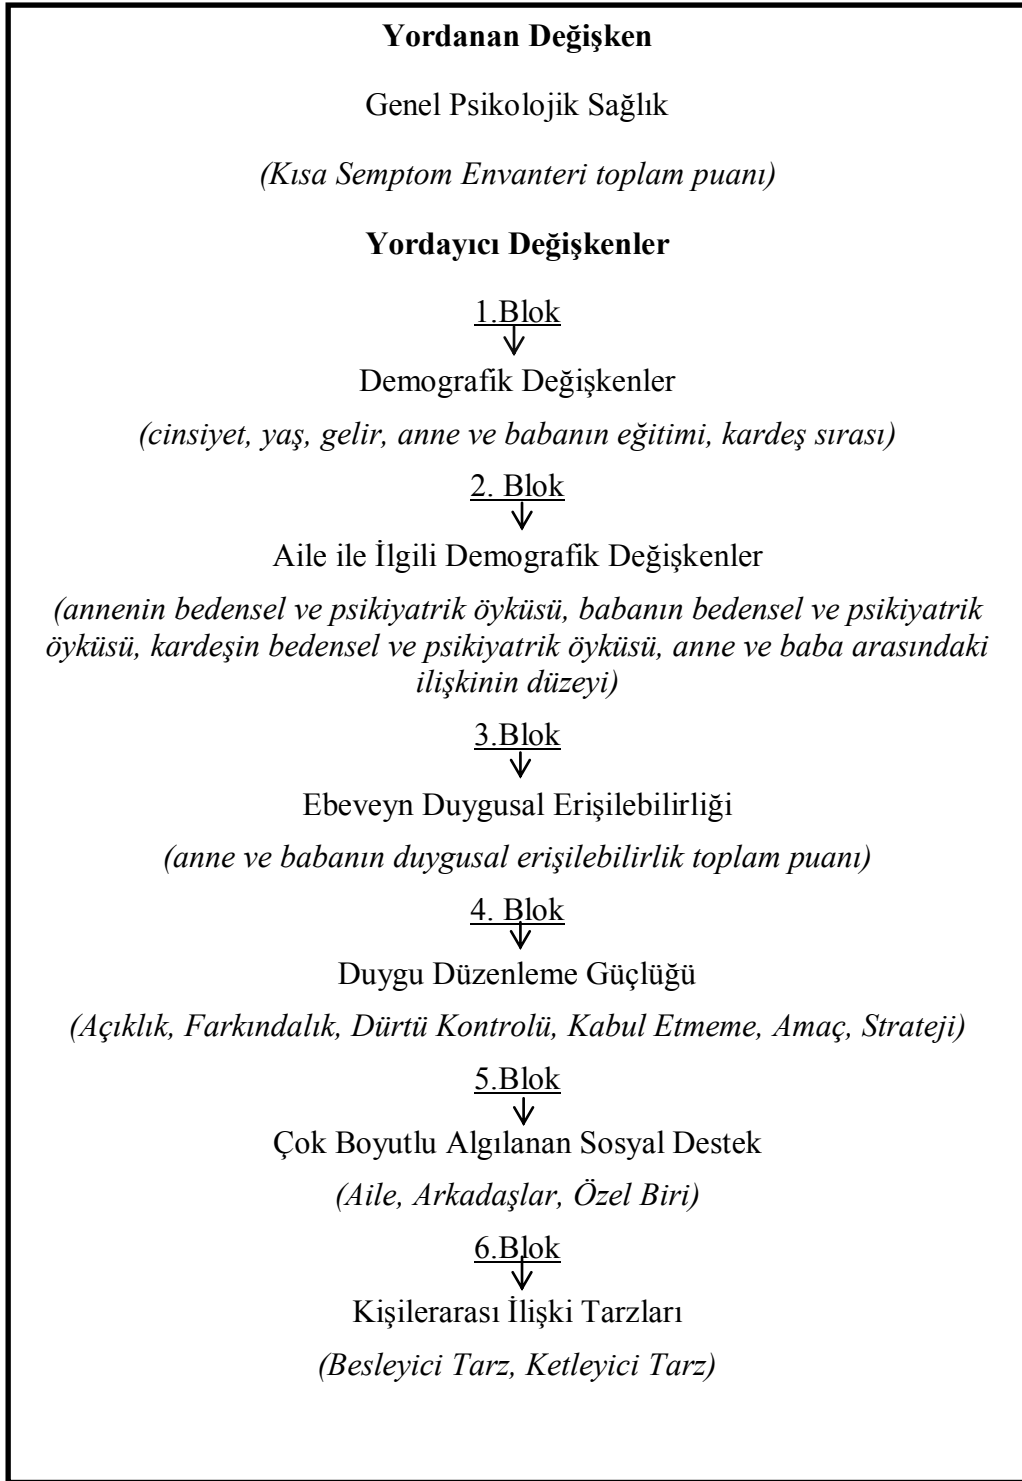 Yordanan Değişken
Genel Psikolojik Sağlık
(Kısa Semptom Envanteri toplam puanı)
Yordayıcı Değişkenler
1.Blok
Demografik Değişkenler
(cinsiyet, yaş, gelir, anne ve babanın eğitimi, kardeş sırası)
2. Blok
Aile ile İlgili Demografik Değişkenler
(annenin bedensel ve psikiyatrik öyküsü, babanın bedensel ve psikiyatrik
öyküsü, kardeşin bedensel ve psikiyatrik öyküsü, anne ve baba arasındaki
ilişkinin düzeyi)
3.Blok
Ebeveyn Duygusal Erişilebilirliği
(anne ve babanın duygusal erişilebilirlik toplam puanı)
4. Blok
Duygu Düzenleme Güçlüğü
(Açıklık, Farkındalık, Dürtü Kontrolü, Kabul Etmeme, Amaç, Strateji)
5.Blok
Çok Boyutlu Algılanan Sosyal Destek
(Aile, Arkadaşlar, Özel Biri)
6.Blok
Kişilerarası İlişki Tarzları
(Besleyici Tarz, Ketleyici Tarz)